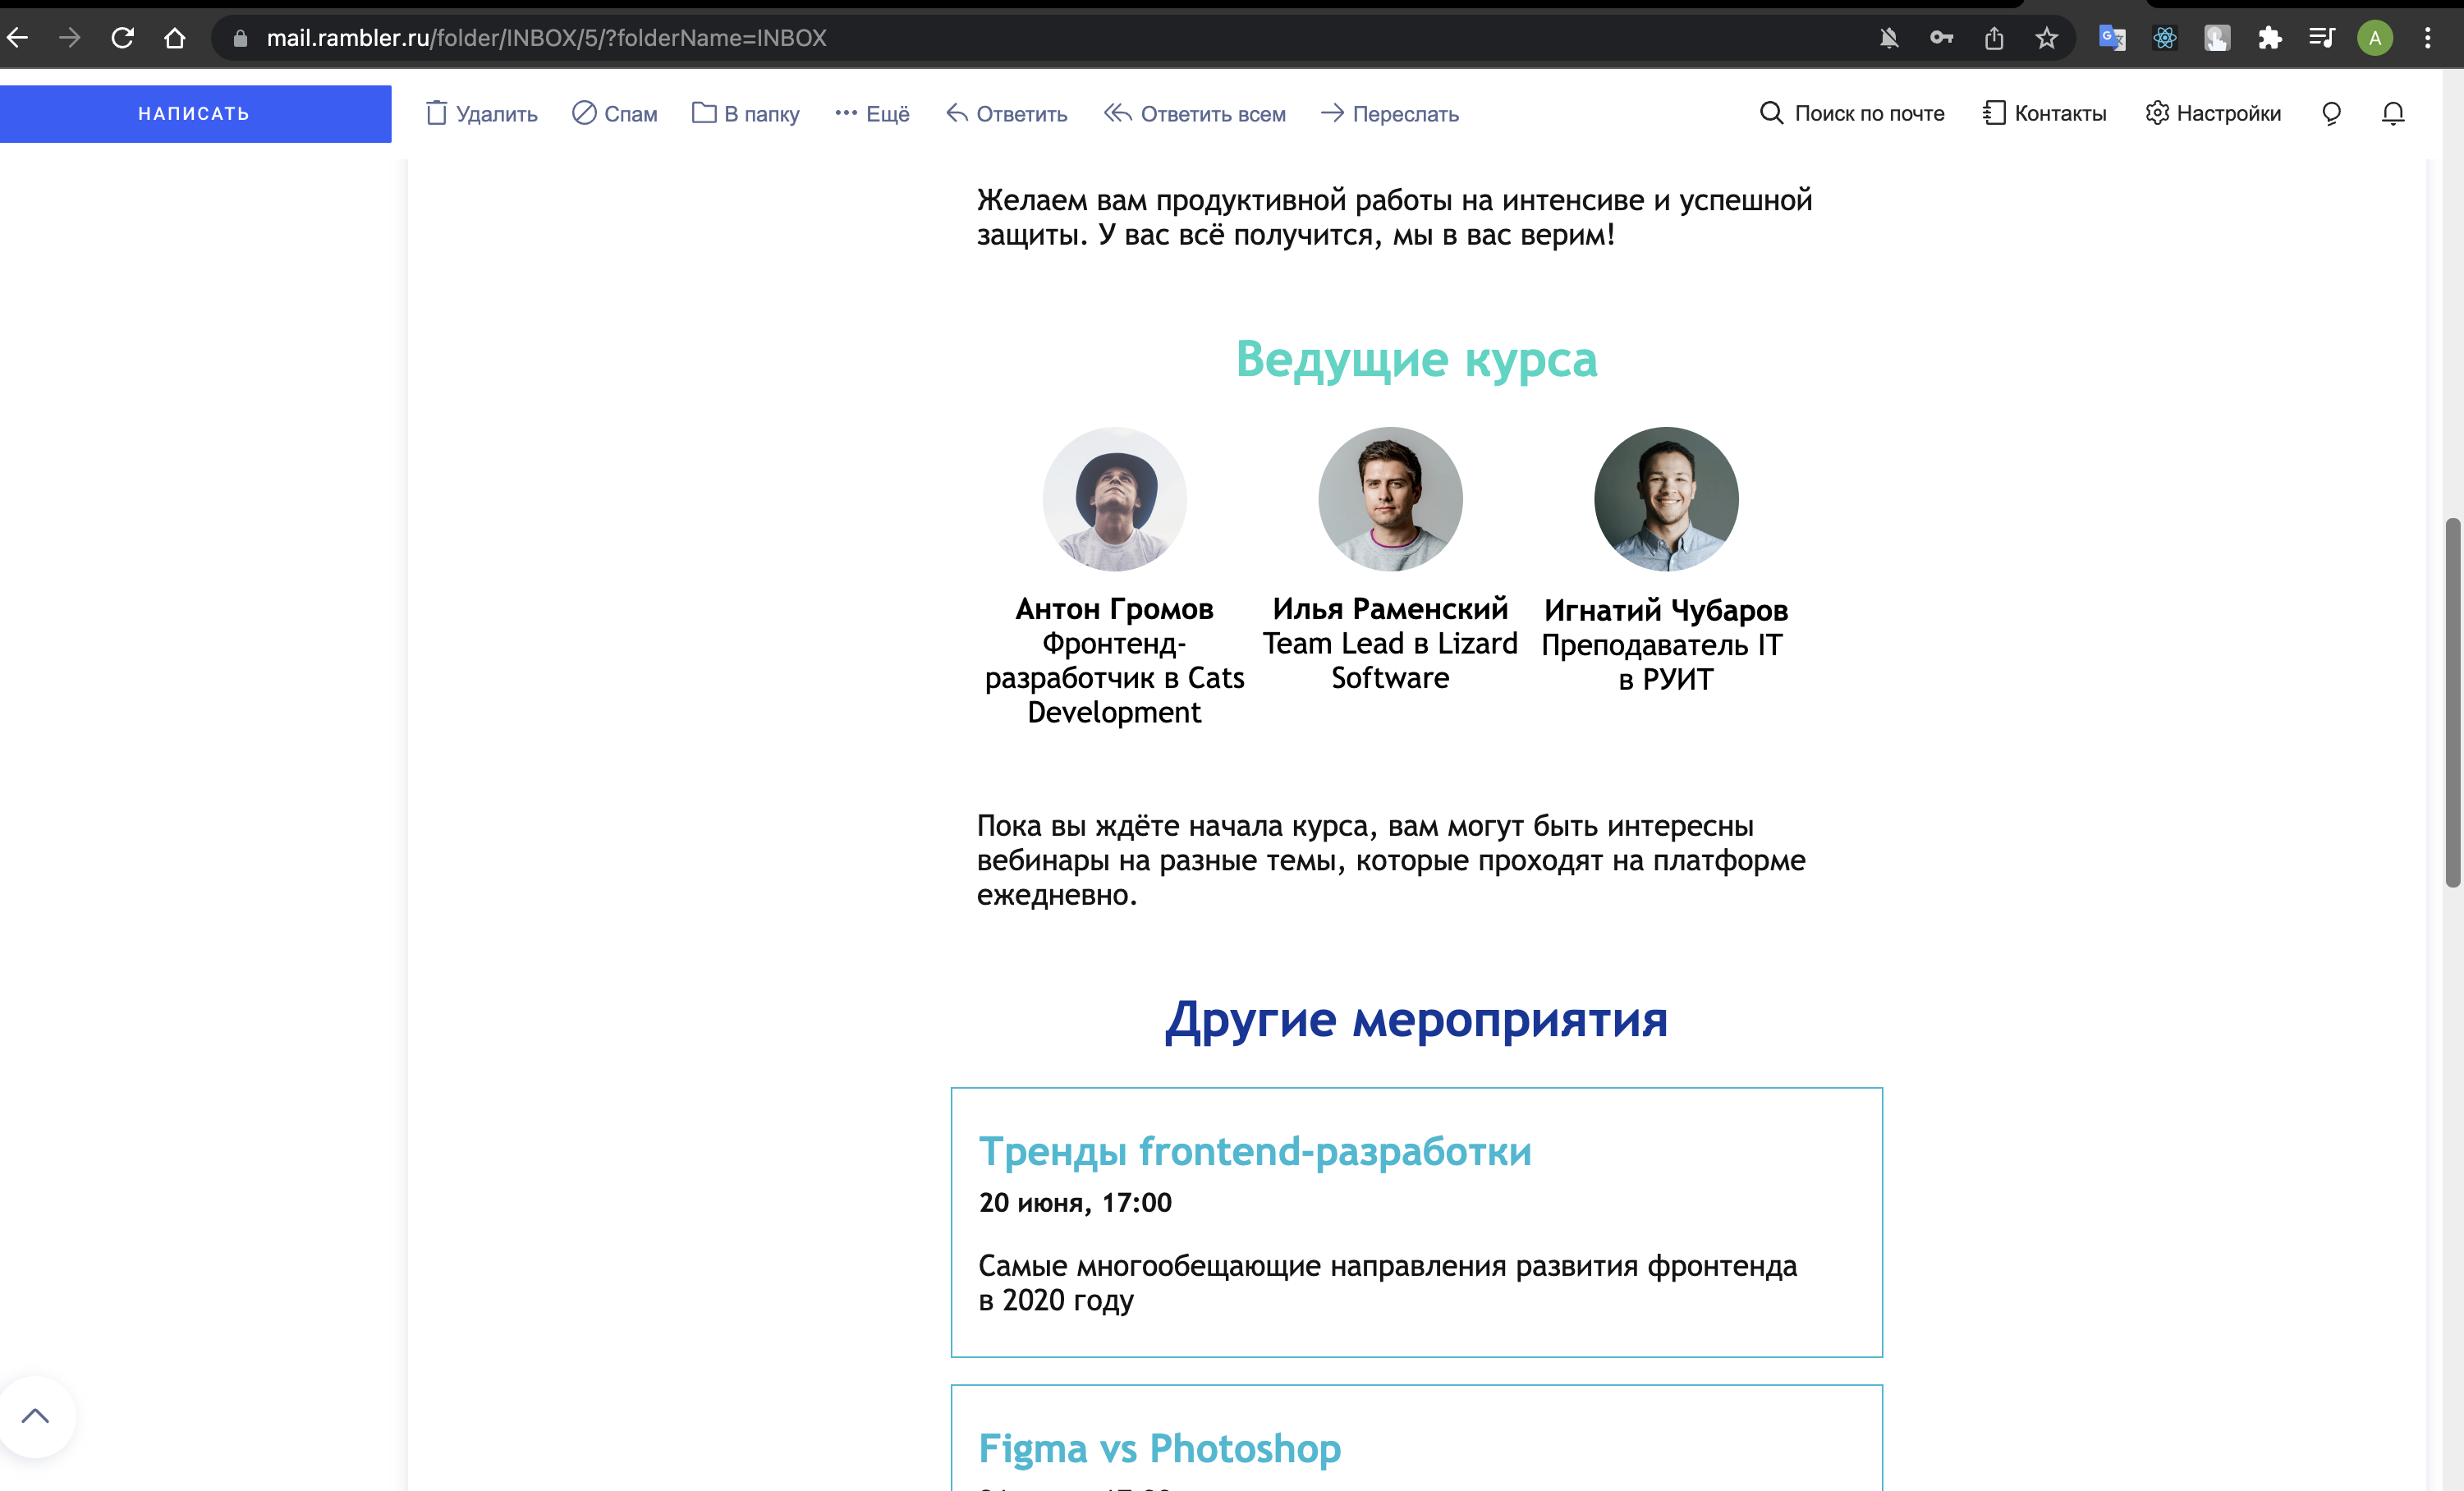 mail.rambler.ru/folder/INBOX/5/?folderName=INBOX
A
НАПИСАТЬ
Удалить
Спам
В папку
Ещё
Ответить
Ответить всем
Переслать
Поиск по почте
Контакты
Настройки
Желаем вам продуктивной работы на интенсиве и успешной
защиты. У вас всё получится, мы в вас верим!
Ведущие курса
Антон Громов
Фронтенд-
разработчик в Cats
Development
Илья Раменский
Team Lead в Lizard
Software
Игнатий Чубаров
Преподаватель IT
в РУИТ
Пока вы ждёте начала курса, вам могут быть интересны
вебинары на разные темы, которые проходят на платформе
ежедневно.
Другие мероприятия
Тренды frontend-разработки
20 июня, 17:00
Самые многообещающие направления развития фронтенда
в 2020 году
Figma vs Photoshop